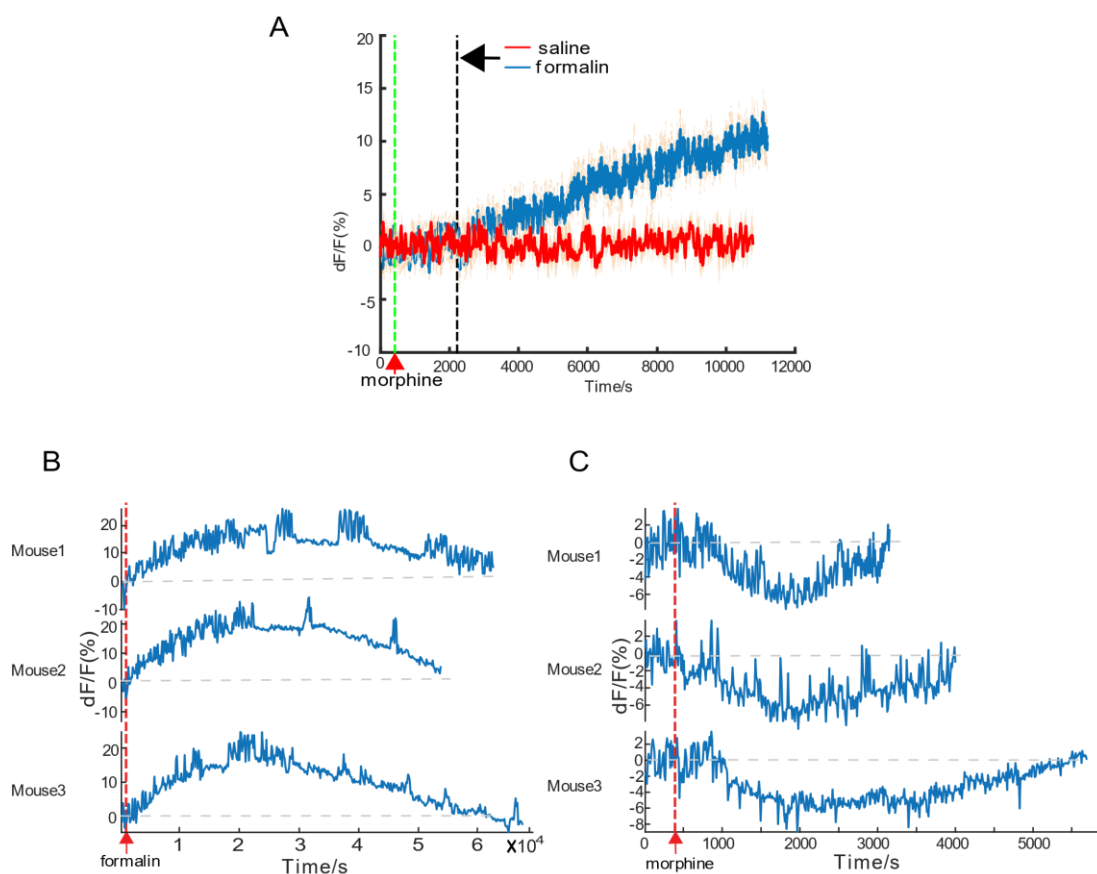 A
saline
formalin
20
15
10
5
0
-5
-10
dF/F(%)
0
2000
4000
6000
8000
10000
12000
morphine
Time/s
B
Mouse1
20
10
0
-10
Mouse2
20
10
0
-10
dF/F(%)
Mouse3
20
10
0
1
2
3
4
5
6
x10⁴
formalin
Time/s
C
Mouse1
2
0
-2
-4
-6
Mouse2
2
0
-2
-4
-6
dF/F(%)
Mouse3
2
0
-2
-4
-6
-8
0
1000
2000
3000
4000
5000
morphine
Time/s